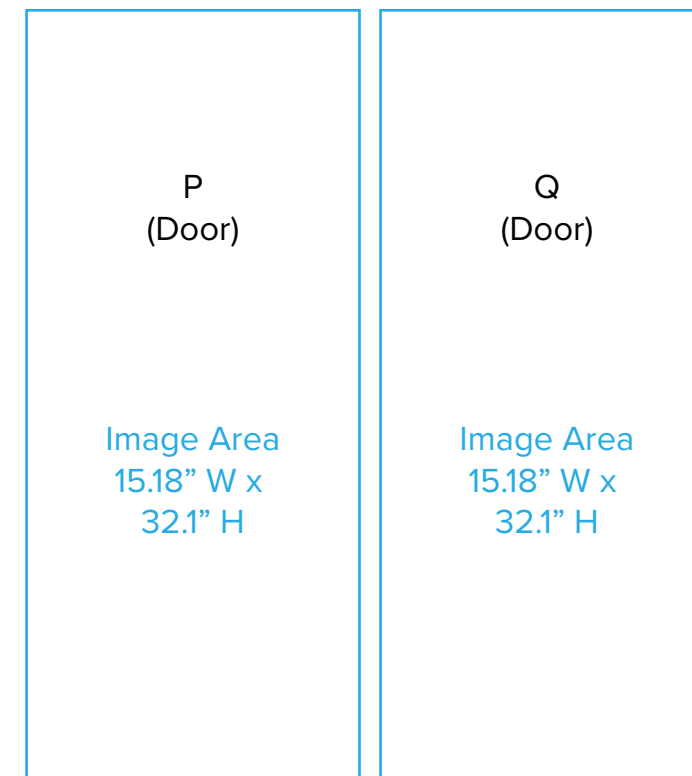 P
(Door)
Image Area
15.18” W x
32.1” H
Q
(Door)
Image Area
15.18” W x
32.1” H